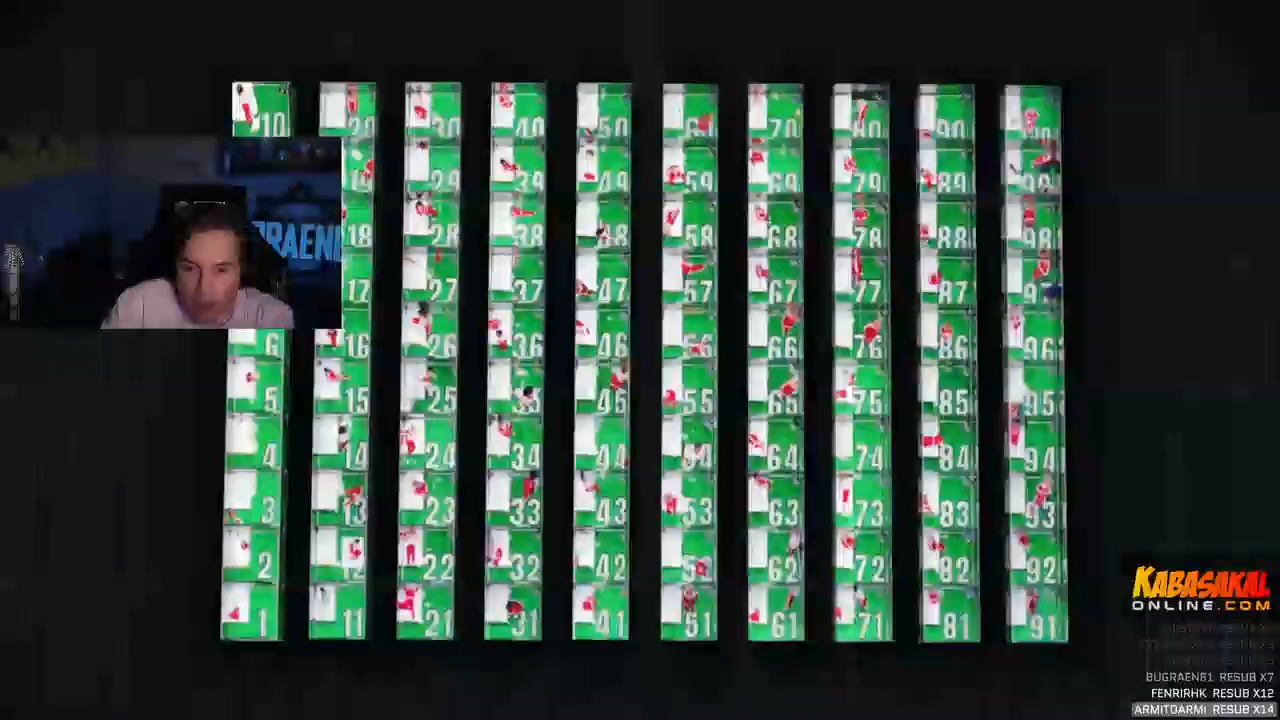 10 20 30 40 50 60 70 80 90
19 29 39 49 59 69 79 89
RAEN
18 28 38 48 58 68 78 88 98
17 27 37 47 57 67 77 87 97
6 16 26 36 46 56 66 76 86 96
5 15 25 35 45 55 65 75 85 95
4 14 24 34 44 54 64 74 84 94
3 13 23 33 43 53 63 73 83 93
2 12 22 32 42 52 62 72 82 92
1 11 21 31 41 51 61 71 81 91
KABASAKAL
ONLINE.COM
BUGRAEN61 RESUB X7
FENRIRHK RESUB X12
ARMITDARMI RESUB X14